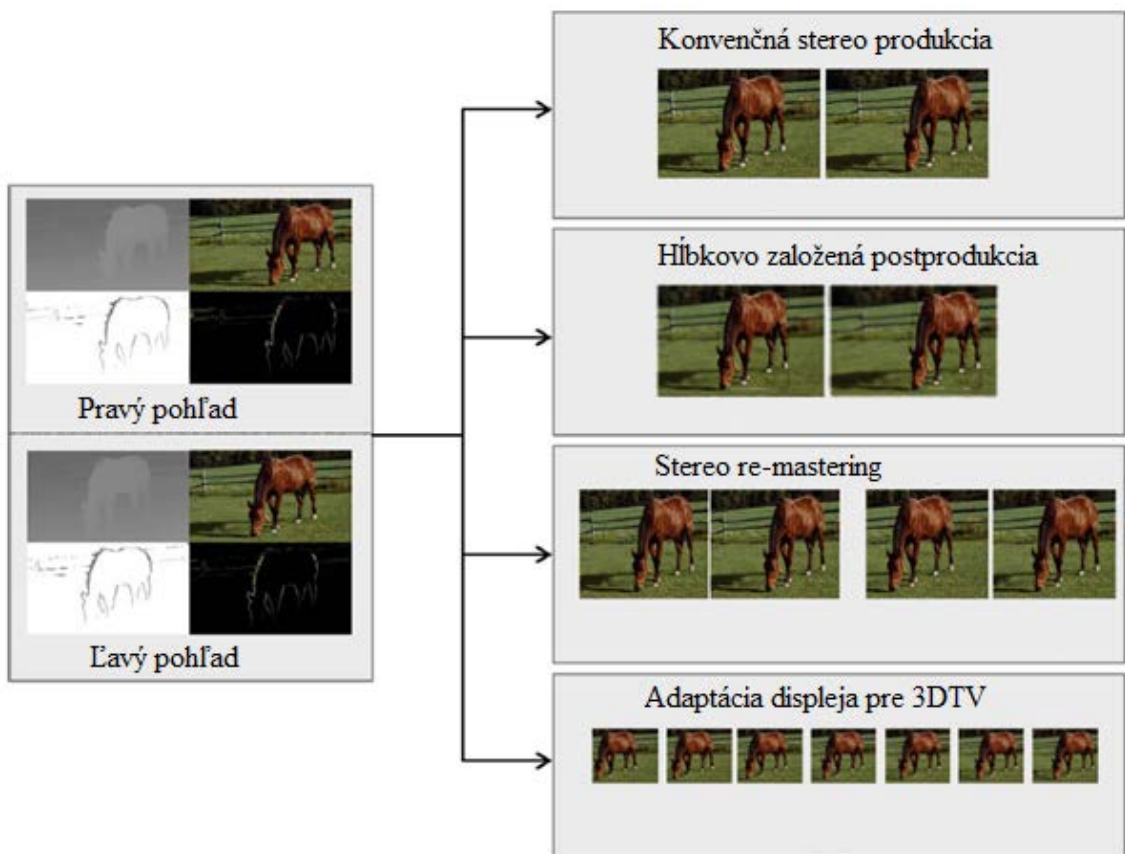 Pravý pohľad
Ľavý pohľad
Konvenčná stereo produkcia
Hĺbkovo založená postprodukcia
Stereo re-mastering
Adaptácia displeja pre 3DTV